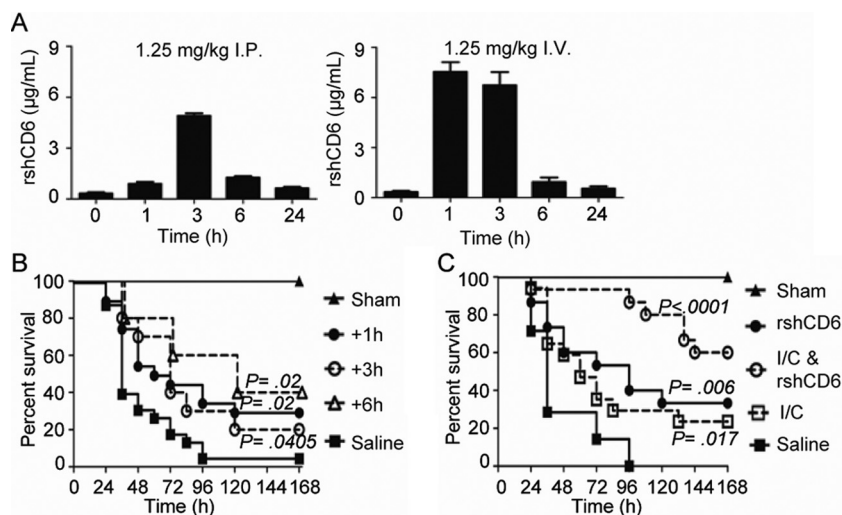 A
1.25 mg/kg I.P.
rshCD6 (μg/mL)
9
6
3
0
0 1 3 6 24
Time (h)
1.25 mg/kg I.V.
rshCD6 (μg/mL)
9
6
3
0
0 1 3 6 24
Time (h)
B
Percent survival
100
80
60
40
20
0
0 24 48 72 96 120 144 168
Time (h)
P= .02
P= .02
P= .0405
Sham
+1h
+3h
+6h
Saline
C
Percent survival
100
80
60
40
20
0
0 24 48 72 96 120 144 168
Time (h)
P<.0001
P= .006
P= .017
Sham
rshCD6
I/C &
rshCD6
I/C
Saline